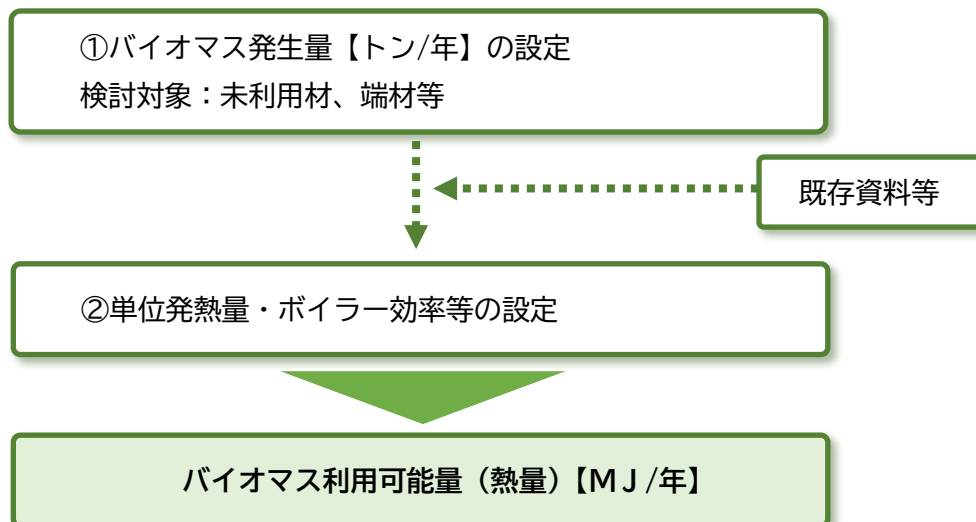 ①バイオマス発生量【トン/年】の設定
検討対象：未利用材、端材等
既存資料等
②単位発熱量・ボイラー効率等の設定
バイオマス利用可能量（熱量）【ＭＪ/年】